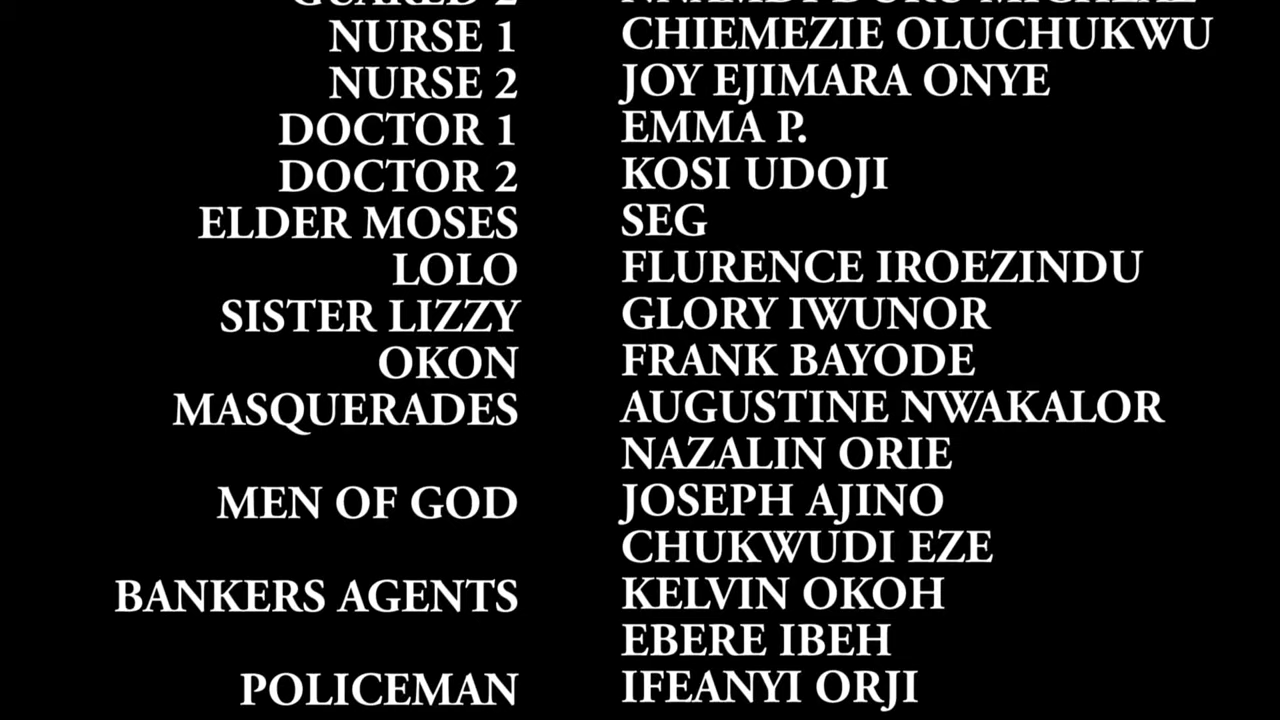 NURSE 1 CHIEMEZIE OLUCHUKWU
NURSE 2 JOY EJIMARA ONYE
DOCTOR 1 EMMA P.
DOCTOR 2 KOSI UDOJI
ELDER MOSES SEG
LOLO FLURENCE IROEZINDU
SISTER LIZZY GLORY IWUNOR
OKON FRANK BAYODE
MASQUERADES AUGUSTINE NWAKALOR
NAZALIN ORIE
MEN OF GOD JOSEPH AJINO
CHUKWUDI EZE
BANKERS AGENTS KELVIN OKOH
EBERE IBEH
POLICEMAN IFEANYI ORJI